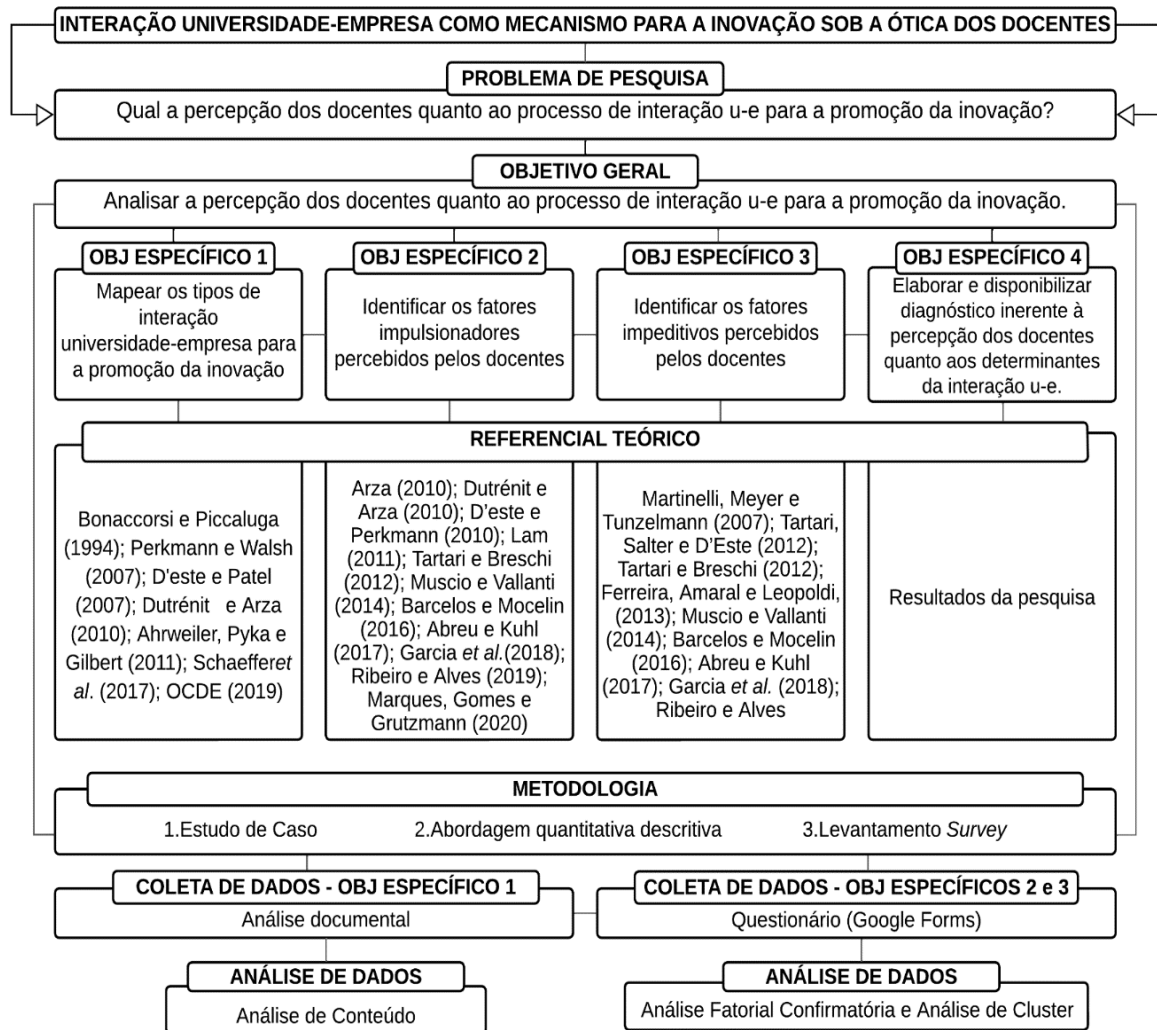 INTERAÇÃO UNIVERSIDADE-EMPRESA COMO MECANISMO PARA A INOVAÇÃO SOB A ÓTICA DOS DOCENTES
PROBLEMA DE PESQUISA
Qual a percepção dos docentes quanto ao processo de interação u-e para a promoção da inovação?
OBJETIVO GERAL
Analisar a percepção dos docentes quanto ao processo de interação u-e para a promoção da inovação.
OBJ ESPECÍFICO 1
Mapear os tipos de
interação
universidade-empresa para
a promoção da inovação
OBJ ESPECÍFICO 2
Identificar os fatores
impulsionadores
percebidos pelos docentes
OBJ ESPECÍFICO 3
Identificar os fatores
impeditivos percebidos
pelos docentes
OBJ ESPECÍFICO 4
Elaborar e disponibilizar
diagnóstico inerente à
percepção dos docentes
quanto aos determinantes
da interação u-e.
REFERENCIAL TEÓRICO
Bonaccorsi e Piccaluga
(1994); Perkmann e Walsh
(2007); D'este e Patel
(2007); Dutrénit e Arza
(2010); Ahrweiler, Pyka e
Gilbert (2011); Schaefferet
al. (2017); OCDE (2019)
Arza (2010); Dutrénit e
Arza (2010); D'este e
Perkmann (2010); Lam
(2011); Tartari e Breschi
(2012); Muscio e Vallanti
(2014); Barcelos e Mocelin
(2016); Abreu e Kuhl
(2017); Garcia et al.(2018);
Ribeiro e Alves (2019);
Marques, Gomes e
Grutzmann (2020)
Martinelli, Meyer e
Tunzelmann (2007); Tartari,
Salter e D'Este (2012);
Tartari e Breschi (2012);
Ferreira, Amaral e Leopoldi,
(2013); Muscio e Vallanti
(2014); Barcelos e Mocelin
(2016); Abreu e Kuhl
(2017); Garcia et al. (2018);
Ribeiro e Alves
Resultados da pesquisa
METODOLOGIA
1.Estudo de Caso 2.Abordagem quantitativa descritiva 3.Levantamento Survey
COLETA DE DADOS - OBJ ESPECÍFICO 1
Análise documental
COLETA DE DADOS - OBJ ESPECÍFICOS 2 e 3
Questionário (Google Forms)
ANÁLISE DE DADOS
Análise de Conteúdo
ANÁLISE DE DADOS
Análise Fatorial Confirmatória e Análise de Cluster